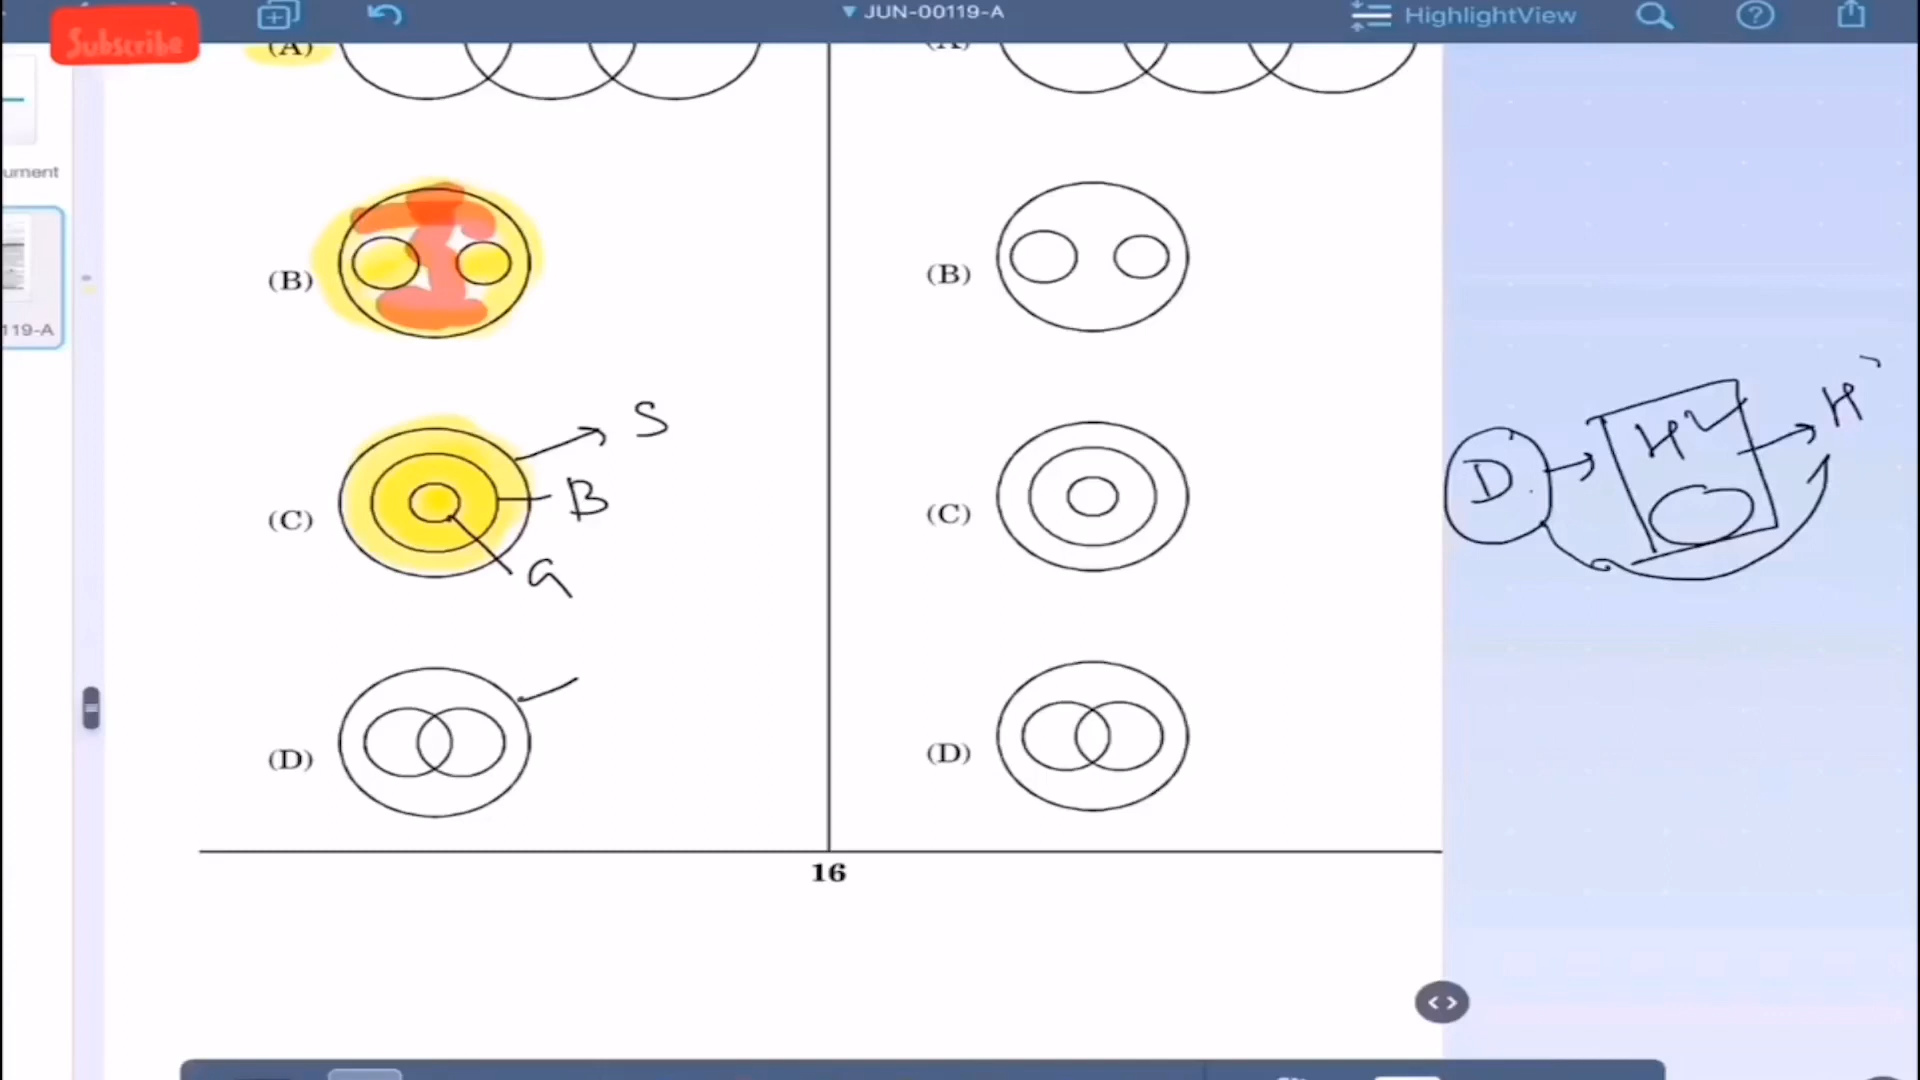 JUN-00119-A
HighlightView
Subscribe
(A)
(A)
ument
119-A
(B)
(B)
S
B
(C)
G
(C)
D
H
H
(D)
(D)
16